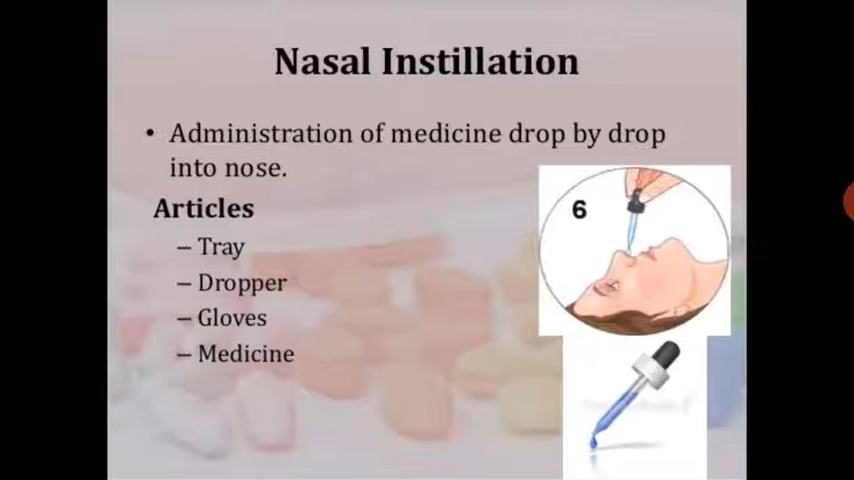 Nasal Instillation
• Administration of medicine drop by drop
into nose.
Articles
– Tray
– Dropper
– Gloves
– Medicine
6